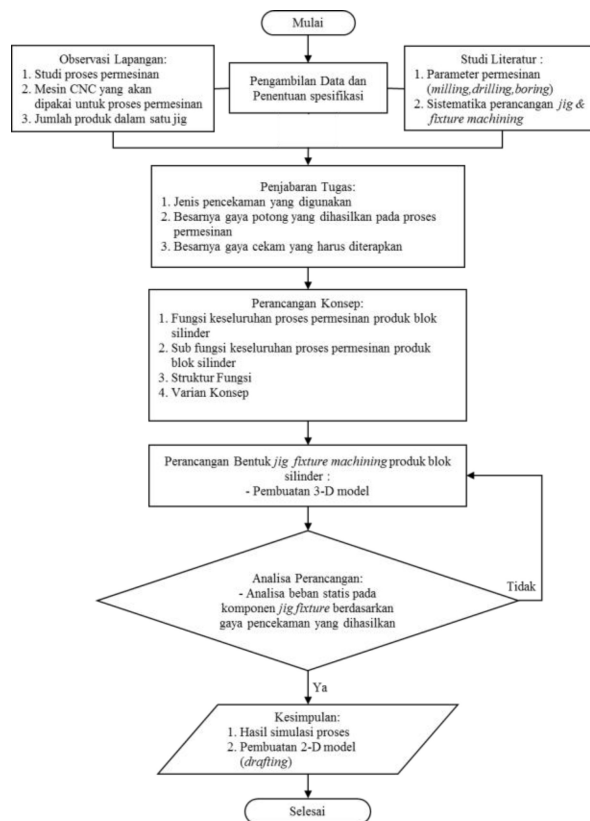 Mulai
Observasi Lapangan:
1. Studi proses permesinan
2. Mesin CNC yang akan
dipakai untuk proses permesinan
3. Jumlah produk dalam satu jig
Pengambilan Data dan
Penentuan spesifikasi
Studi Literatur :
1. Parameter permesinan
(milling,drilling,boring)
2. Sistematika perancangan jig &
fixture machining
Penjabaran Tugas:
1. Jenis pencekaman yang digunakan
2. Besarnya gaya potong yang dihasilkan pada proses
permesinan
3. Besarnya gaya cekam yang harus diterapkan
Perancangan Konsep:
1. Fungsi keseluruhan proses permesinan produk blok
silinder
2. Sub fungsi keseluruhan proses permesinan produk
blok silinder
3. Struktur Fungsi
4. Varian Konsep
Perancangan Bentuk jig fixture machining produk blok
silinder :
- Pembuatan 3-D model
Analisa Perancangan:
- Analisa beban statis pada
komponen jig fixture berdasarkan
gaya pencekaman yang dihasilkan
Tidak
Ya
Kesimpulan:
1. Hasil simulasi proses
2. Pembuatan 2-D model
(drafting)
Selesai